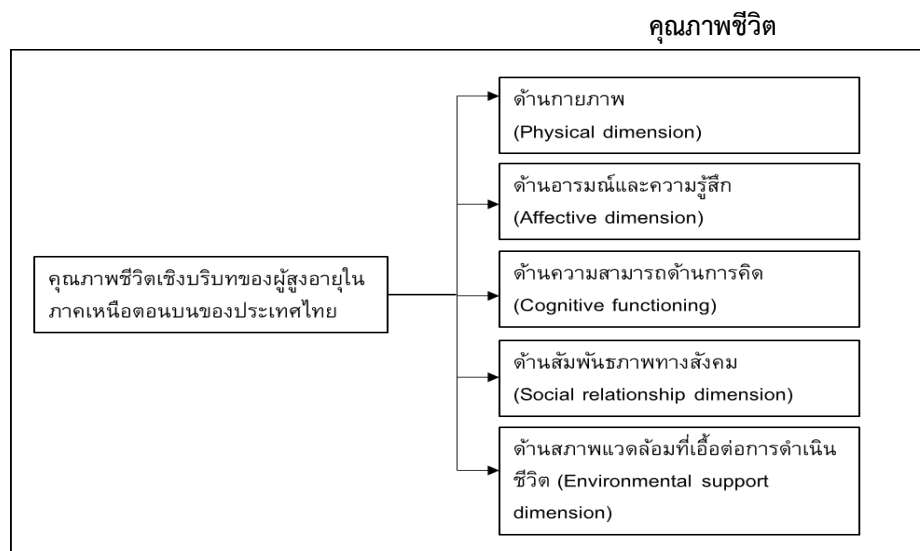 คุณภาพชีวิต
คุณภาพชีวิตเชิงบริบทของผู้สูงอายุใน
ภาคเหนือตอนบนของประเทศไทย
ด้านกายภาพ
(Physical dimension)
ด้านอารมณ์และความรู้สึก
(Affective dimension)
ด้านความสามารถด้านการคิด
(Cognitive functioning)
ด้านสัมพันธภาพทางสังคม
(Social relationship dimension)
ด้านสภาพแวดล้อมที่เอื้อต่อการดำเนิน
ชีวิต (Environmental support
dimension)